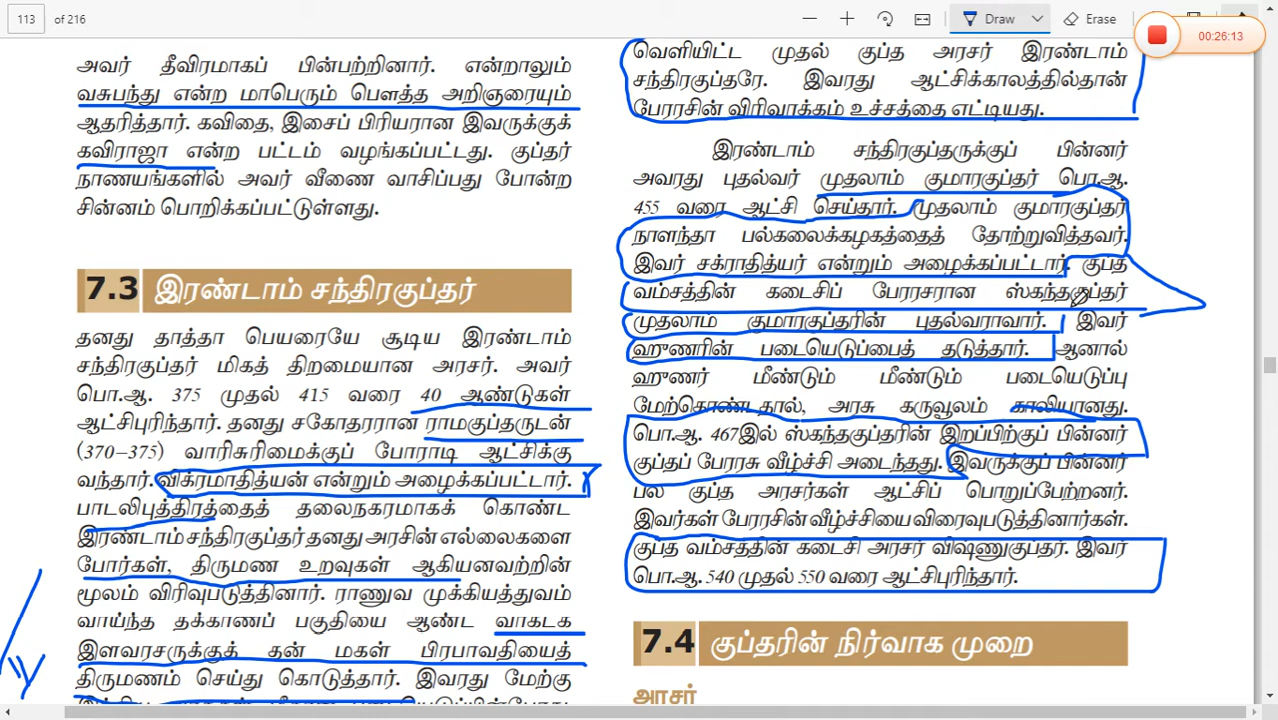 113 of 216
Draw
Erase
00:26:13
அவர் தீவிரமாகப் பின்பற்றினார். என்றாலும்
வசுபந்து என்ற மாபெரும் பௌத்த அறிஞரையும்
ஆதரித்தார். கவிதை, இசைப் பிரியரான இவருக்குக்
கவிராஜா என்ற பட்டம் வழங்கப்பட்டது. குப்தர்
நாணயங்களில் அவர் வீணை வாசிப்பது போன்ற
சின்னம் பொறிக்கப்பட்டுள்ளது.
7.3 இரண்டாம் சந்திரகுப்தர்
தனது தாத்தா பெயரையே சூடிய இரண்டாம்
சந்திரகுப்தர் மிகத் திறமையான அரசர். அவர்
பொ.ஆ. 375 முதல் 415 வரை 40 ஆண்டுகள்
ஆட்சிபுரிந்தார். தனது சகோதரரான ராமகுப்தருடன்
(370–375) வாரிசுரிமைக்குப் போராடி ஆட்சிக்கு
வந்தார். விக்ரமாதித்யன் என்றும் அழைக்கப்பட்டார்.
பாடலிபுத்திரத்தைத் தலைநகரமாகக் கொண்ட
இரண்டாம் சந்திரகுப்தர் தனது அரசின் எல்லைகளை
போர்கள், திருமண உறவுகள் ஆகியனவற்றின்
மூலம் விரிவுபடுத்தினார். ராணுவ முக்கியத்துவம்
வாய்ந்த தக்காணப் பகுதியை ஆண்ட வாகடக
இளவரசருக்குத் தன் மகள் பிரபாவதியைத்
திருமணம் செய்து கொடுத்தார். இவரது மேற்கு
வெளியிட்ட முதல் குப்த அரசர் இரண்டாம்
சந்திரகுப்தரே. இவரது ஆட்சிக்காலத்தில்தான்
பேரரசின் விரிவாக்கம் உச்சத்தை எட்டியது.
இரண்டாம் சந்திரகுப்தருக்குப் பின்னர்
அவரது புதல்வர் முதலாம் குமாரகுப்தர் பொ.ஆ.
455 வரை ஆட்சி செய்தார். முதலாம் குமாரகுப்தர்
நாளந்தா பல்கலைக்கழகத்தைத் தோற்றுவித்தவர்.
இவர் சக்ராதித்யர் என்றும் அழைக்கப்பட்டார். குப்த
வம்சத்தின் கடைசிப் பேரரசரான ஸ்கந்தகுப்தர்
முதலாம் குமாரகுப்தரின் புதல்வராவார். இவர்
ஹுணரின் படையெடுப்பைத் தடுத்தார். ஆனால்
ஹுணர் மீண்டும் மீண்டும் படையெடுப்பு
மேற்கொண்டதால், அரசு கருவூலம் காலியானது.
பொ.ஆ. 467இல் ஸ்கந்தகுப்தரின் இறப்பிற்குப் பின்னர்
குப்தப் பேரரசு வீழ்ச்சி அடைந்தது. இவருக்குப் பின்னர்
பல குப்த அரசர்கள் ஆட்சிப் பொறுப்பேற்றனர்.
இவர்கள் பேரரசின் வீழ்ச்சியை விரைவுபடுத்தினார்கள்.
குப்த வம்சத்தின் கடைசி அரசர் விஷ்ணுகுப்தர். இவர்
பொ.ஆ. 540 முதல் 550 வரை ஆட்சிபுரிந்தார்.
7.4 குப்தரின் நிர்வாக முறை
அரசர்